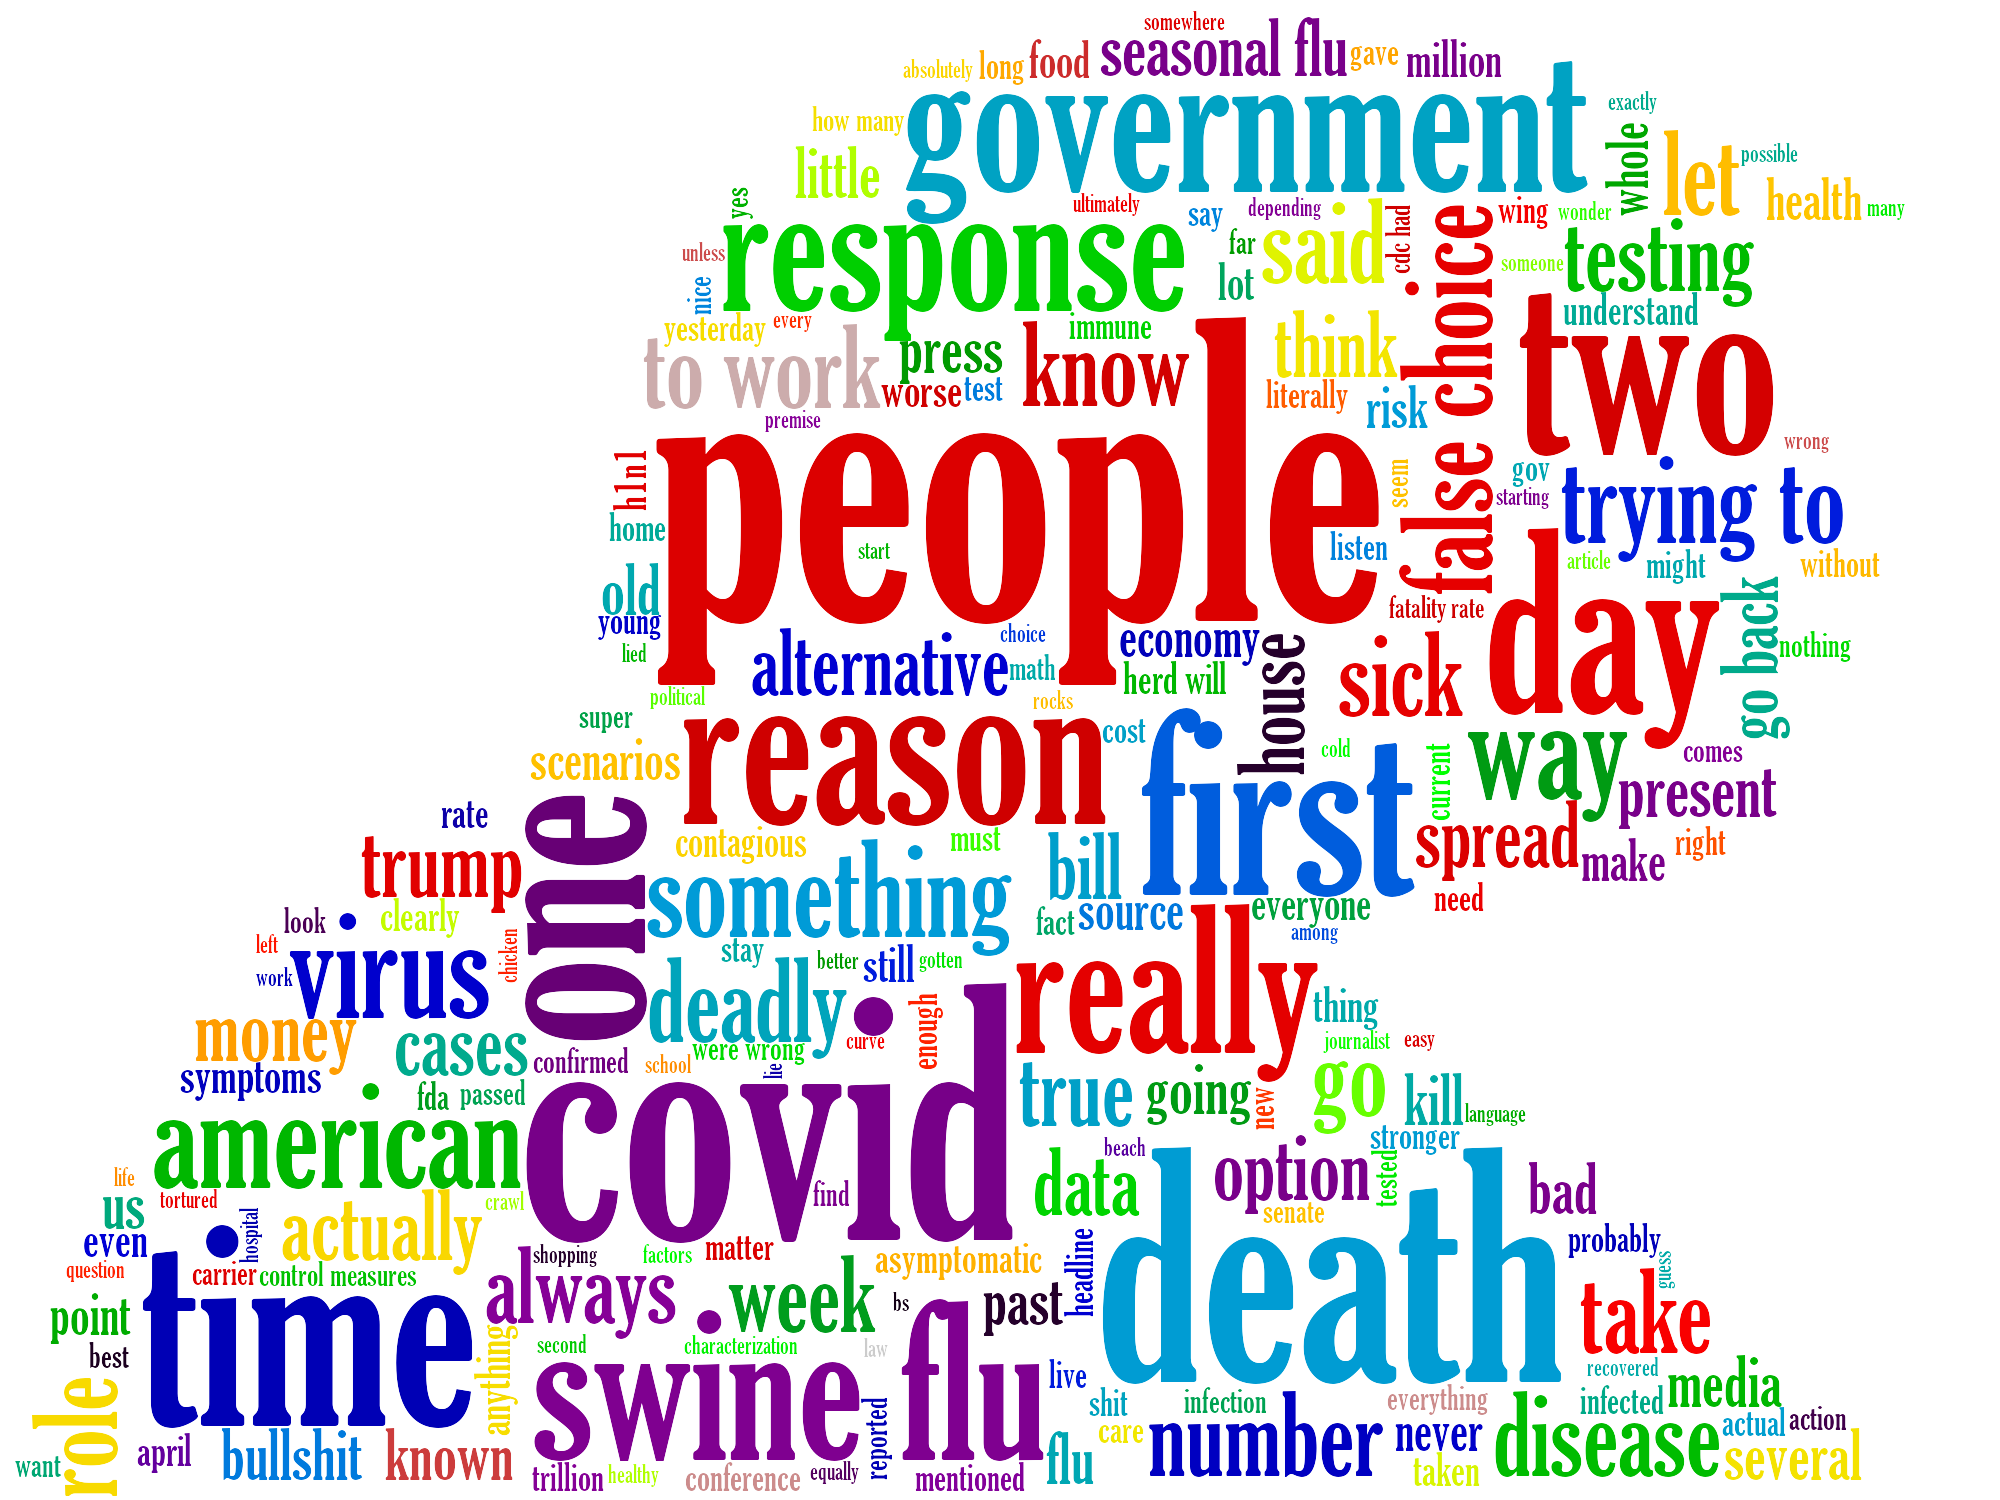 somewhere
absolutely long food seasonal flu gave million
government
how many
exactly
little
whole
let
possible
health
many
yes
ultimately
say
depending
wing
wonder
response
said
cdc had
false choice
testing
far
lot
someone
unless
nice
understand
yesterday
every
immune
think
two
to work
press
know
worse
test
literally
risk
premise
people
wrong
h1n1
seem
gov
starting
trying to
home
start
listen
article
might
without
old
young
fatality rate
day
go back
lied
alternative
choice
math
economy
herd will
house
sick
nothing
political
rocks
super
reason
cost
first
cold
current
way
comes
scenarios
present
one
rate
contagious
must
bill
spread
make
right
trump
something
need
look
clearly
fact
source
everyone
among
left
work
virus
chicken
stay
better
still
gotten
really
deadly
money
cases
confirmed
school
were wrong
lie
curve
enough
thing
journalist
easy
symptoms
covid
true
going
new
go
kill
language
fda
passed
american
beach
stronger
life
us
tortured
actually
crawl
find
data
option
tested
death
bad
senate
even
hospital
shopping
factors
matter
asymptomatic
headline
probably
question
carrier
control measures
guess
point
time
always
week
bs
past
take
best
anything
second
characterization
law
swine flu
live
recovered
role
shit
infection
everything
infected
media
want
april
bullshit
known
reported
flu
care
number
never
disease
actual
action
trillion
healthy
conference
equally
mentioned
taken
several